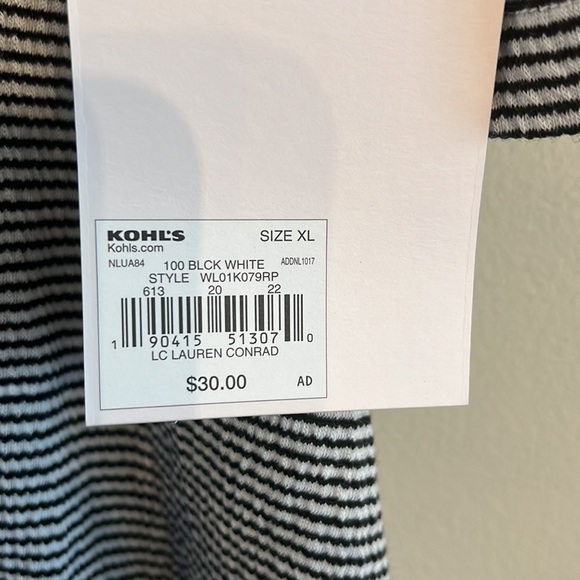 KOHL'S SIZE XL
Kohls.com
NLUA84 100 BLCK WHITE ADDNL1017
STYLE WL01K079RP
613 20 22
1 90415 51307 0
LC LAUREN CONRAD
$30.00 AD